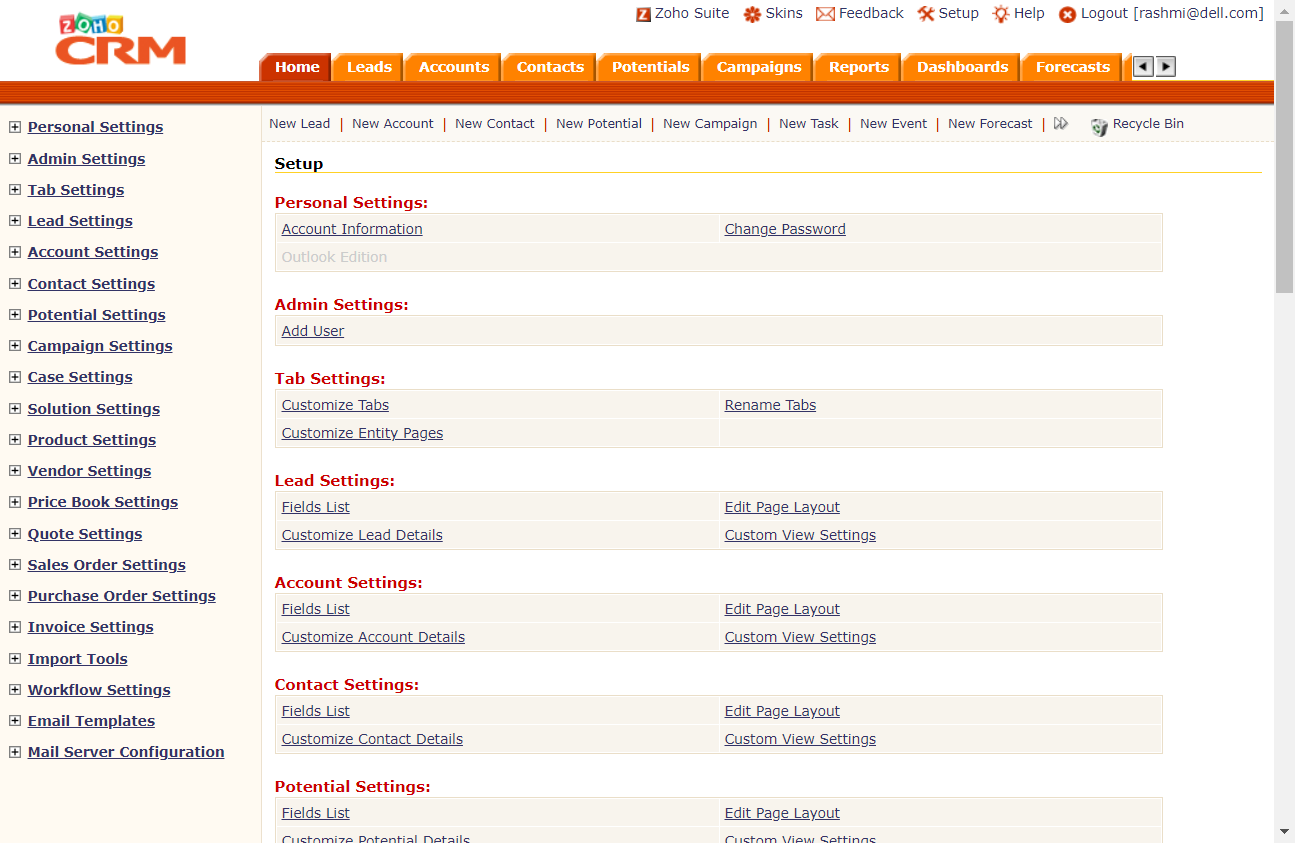 Zoho Suite Skins Feedback Setup Help Logout [rashmi@dell.com]
ZOHO
CRM
Home Leads Accounts Contacts Potentials Campaigns Reports Dashboards Forecasts
New Lead | New Account | New Contact | New Potential | New Campaign | New Task | New Event | New Forecast | Recycle Bin
Personal Settings
Admin Settings
Tab Settings
Lead Settings
Account Settings
Contact Settings
Potential Settings
Campaign Settings
Case Settings
Solution Settings
Product Settings
Vendor Settings
Price Book Settings
Quote Settings
Sales Order Settings
Purchase Order Settings
Invoice Settings
Import Tools
Workflow Settings
Email Templates
Mail Server Configuration
Setup
Personal Settings:
Account Information Change Password
Outlook Edition
Admin Settings:
Add User
Tab Settings:
Customize Tabs Rename Tabs
Customize Entity Pages
Lead Settings:
Fields List Edit Page Layout
Customize Lead Details Custom View Settings
Account Settings:
Fields List Edit Page Layout
Customize Account Details Custom View Settings
Contact Settings:
Fields List Edit Page Layout
Customize Contact Details Custom View Settings
Potential Settings:
Fields List Edit Page Layout
Customize Potential Details Custom View Settings